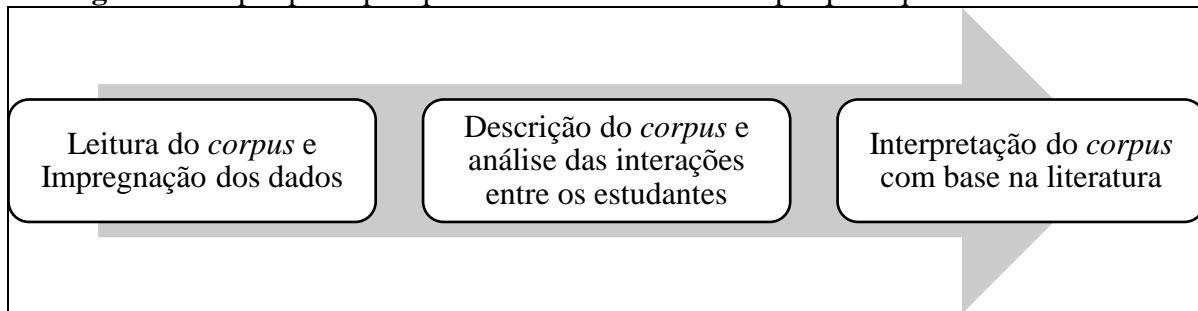 Leitura do corpus e
Impregnação dos dados
Descrição do corpus e
análise das interações
entre os estudantes
Interpretação do corpus
com base na literatura